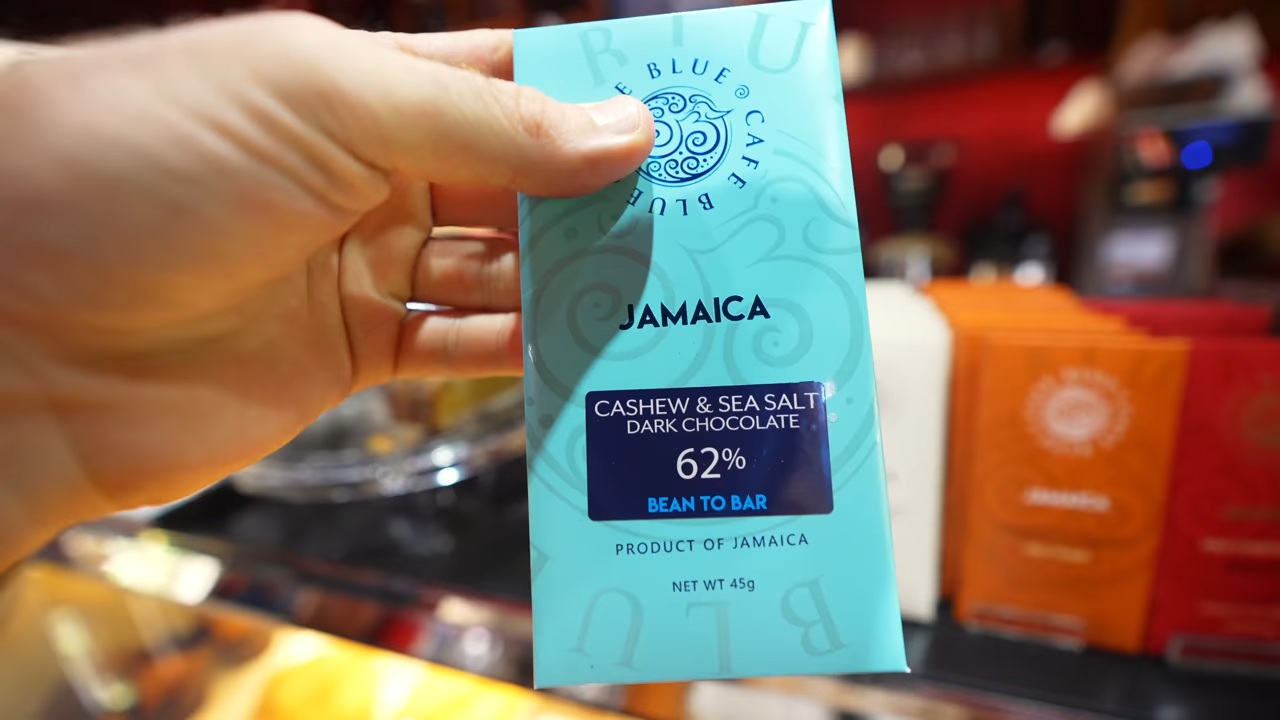 BLUE CAFE BLUE
JAMAICA
CASHEW & SEA SALT
DARK CHOCOLATE
62%
BEAN TO BAR
PRODUCT OF JAMAICA
NET WT 45g
JAMAICA